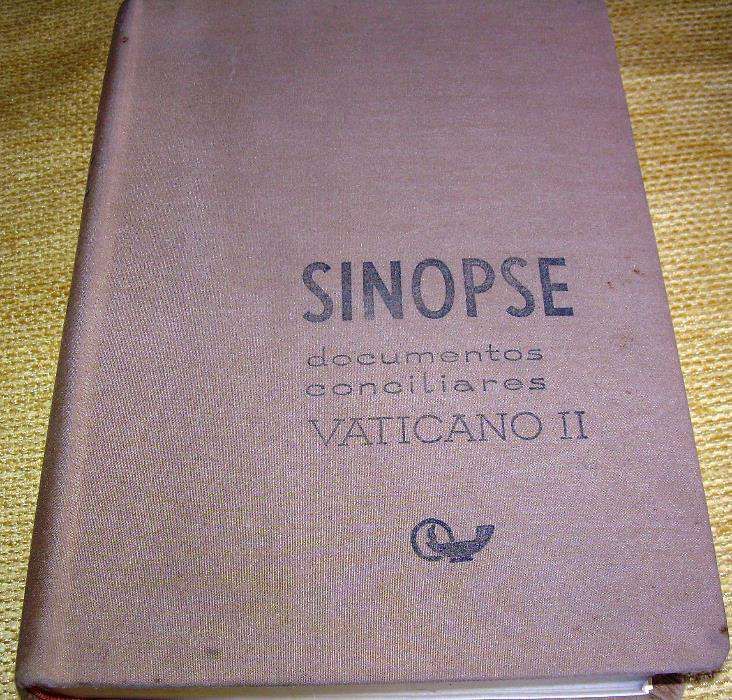 SINOPSE
documentos
conciliares
VATICANO II